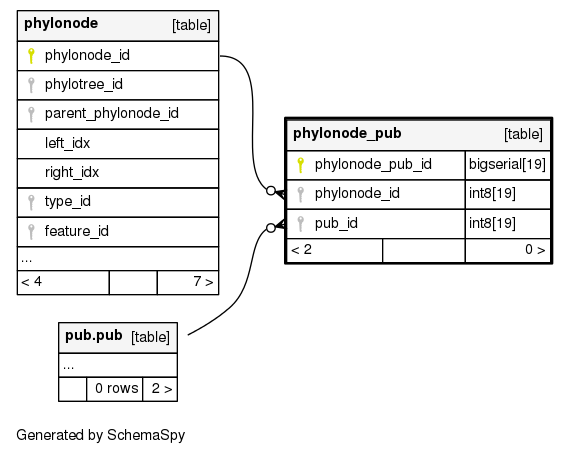 phylonode [table]
phylonode_id
phylotree_id
parent_phylonode_id
left_idx
right_idx
type_id
feature_id
...
< 4 7 >
phylonode_pub [table]
phylonode_pub_id bigserial[19]
phylonode_id int8[19]
pub_id int8[19]
< 2 0 >
pub.pub [table]
...
0 rows 2 >
Generated by SchemaSpy